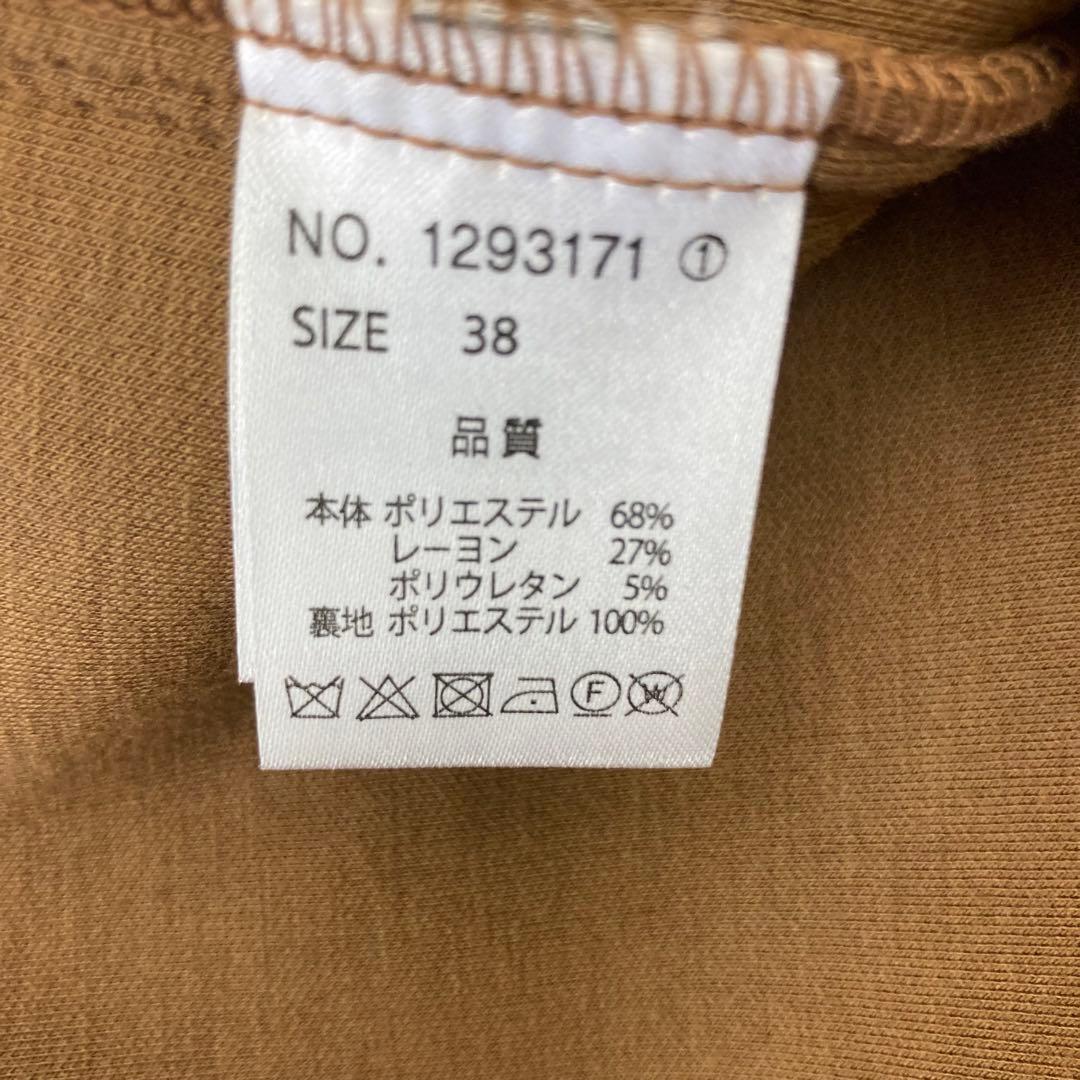 NO. 1293171 ①
SIZE 38
品質
本体 ポリエステル 68%
レーヨン 27%
ポリウレタン 5%
裏地 ポリエステル 100%
F W